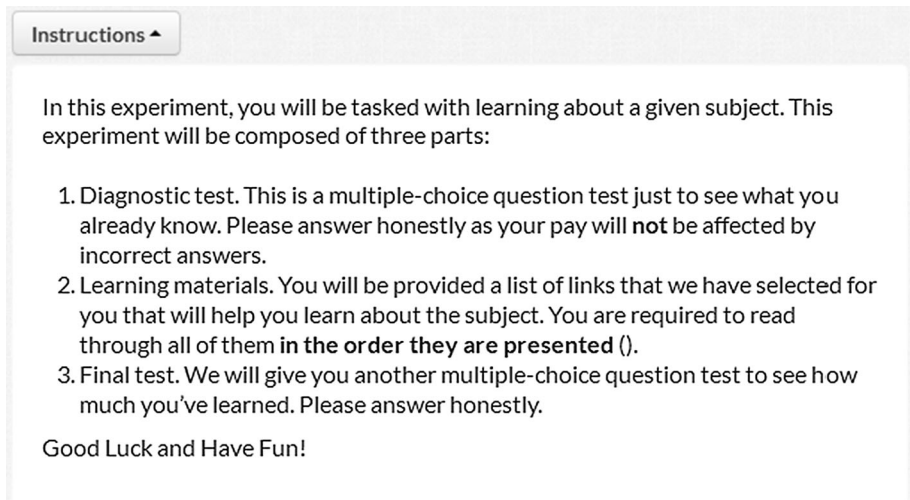 Instructions
In this experiment, you will be tasked with learning about a given subject. This
experiment will be composed of three parts:
1. Diagnostic test. This is a multiple-choice question test just to see what you
already know. Please answer honestly as your pay will not be affected by
incorrect answers.
2. Learning materials. You will be provided a list of links that we have selected for
you that will help you learn about the subject. You are required to read
through all of them in the order they are presented ().
3. Final test. We will give you another multiple-choice question test to see how
much you've learned. Please answer honestly.
Good Luck and Have Fun!